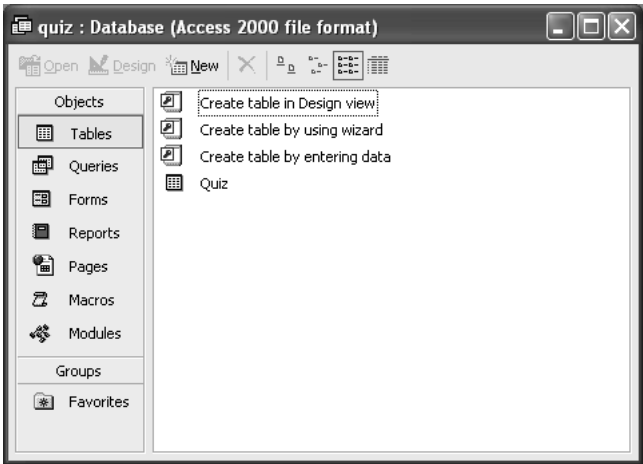 quiz : Database (Access 2000 file format)
Open Design New
Objects
Tables
Queries
Forms
Reports
Pages
Macros
Modules
Groups
Favorites
Create table in Design view
Create table by using wizard
Create table by entering data
Quiz